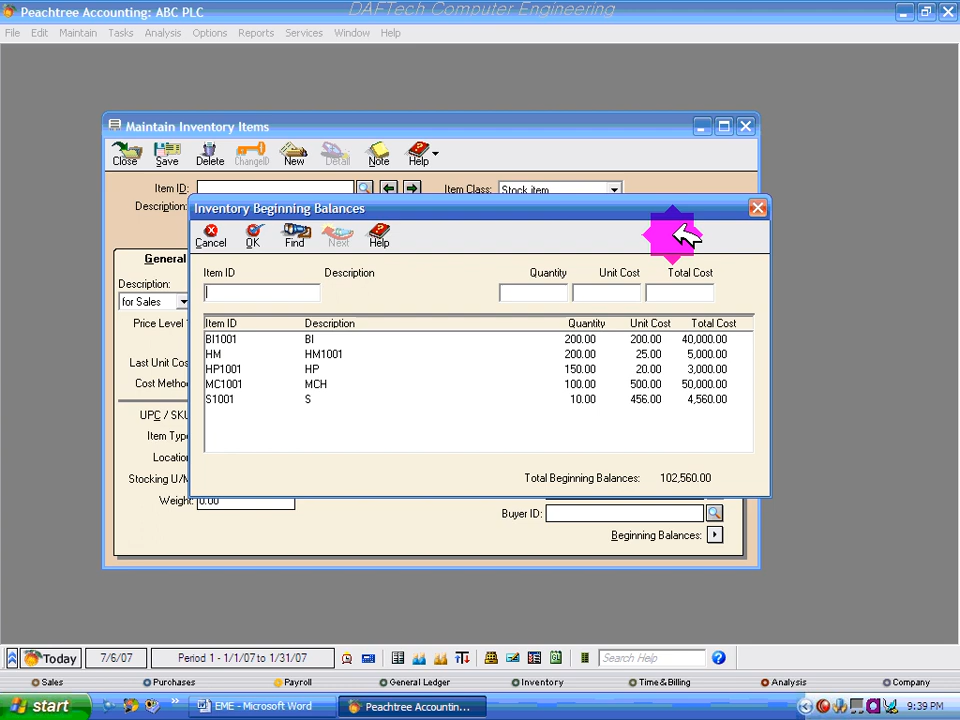 Peachtree Accounting: ABC PLC
DAFTech Computer Engineering
File Edit Maintain Tasks Analysis Options Reports Services Window Help
Maintain Inventory Items
Close Save Delete ChangeID New Detail Note Help
Item ID: Item Class: Stock item
Description:
Inventory Beginning Balances
Cancel OK Find Next Help
General
Item ID Description Quantity Unit Cost Total Cost
Description:
for Sales
Price Level
Item ID Description Quantity Unit Cost Total Cost
BI1001 BI 200.00 200.00 40,000.00
HM HM1001 200.00 25.00 5,000.00
HP1001 HP 150.00 20.00 3,000.00
MC1001 MCH 100.00 500.00 50,000.00
S1001 S 10.00 456.00 4,560.00
Last Unit Cos
Cost Metho
UPC / SKU
Item Type
Locatio
Stocking U/M
Total Beginning Balances: 102,560.00
Weight: 0.00
Buyer ID:
Beginning Balances:
Today 7/6/07 Period 1 - 1/1/07 to 1/31/07 Search Help
Sales Purchases Payroll General Ledger Inventory Time & Billing Analysis Company
start EME - Microsoft Word Peachtree Accountin... 9:39 PM